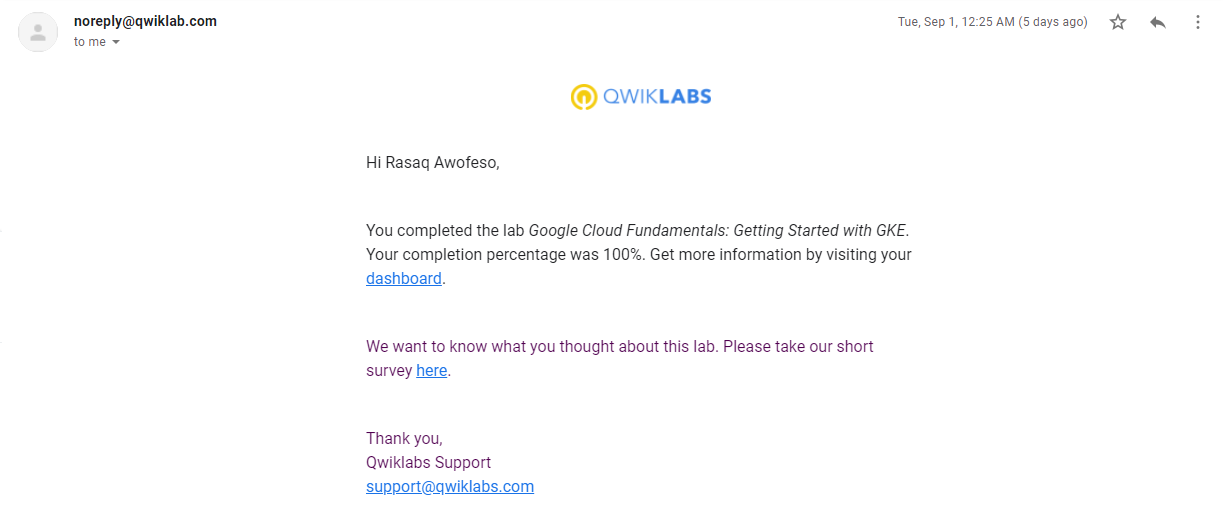 noreply@qwiklab.com
Tue, Sep 1, 12:25 AM (5 days ago)
to me
QWIKLABS
Hi Rasaq Awofeso,
You completed the lab Google Cloud Fundamentals: Getting Started with GKE.
Your completion percentage was 100%. Get more information by visiting your
dashboard.
We want to know what you thought about this lab. Please take our short
survey here.
Thank you,
Qwiklabs Support
support@qwiklabs.com